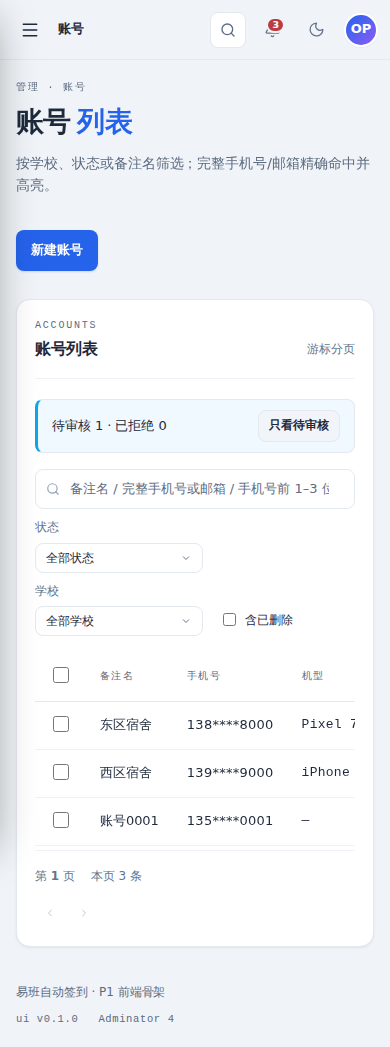 账号
3
OP
管理 · 账号
账号 列表
按学校、状态或备注名筛选；完整手机号/邮箱精确命中并
高亮。
新建账号
ACCOUNTS
账号列表
游标分页
待审核 1 · 已拒绝 0
只看待审核
备注名 / 完整手机号或邮箱 / 手机号前 1–3 位
状态
全部状态
学校
全部学校
含已删除
备注名 手机号 机型
东区宿舍 138****8000 Pixel 7
西区宿舍 139****9000 iPhone
账号0001 135****0001 —
第 1 页 本页 3 条
易班自动签到 · P1 前端骨架
ui v0.1.0 Adminator 4